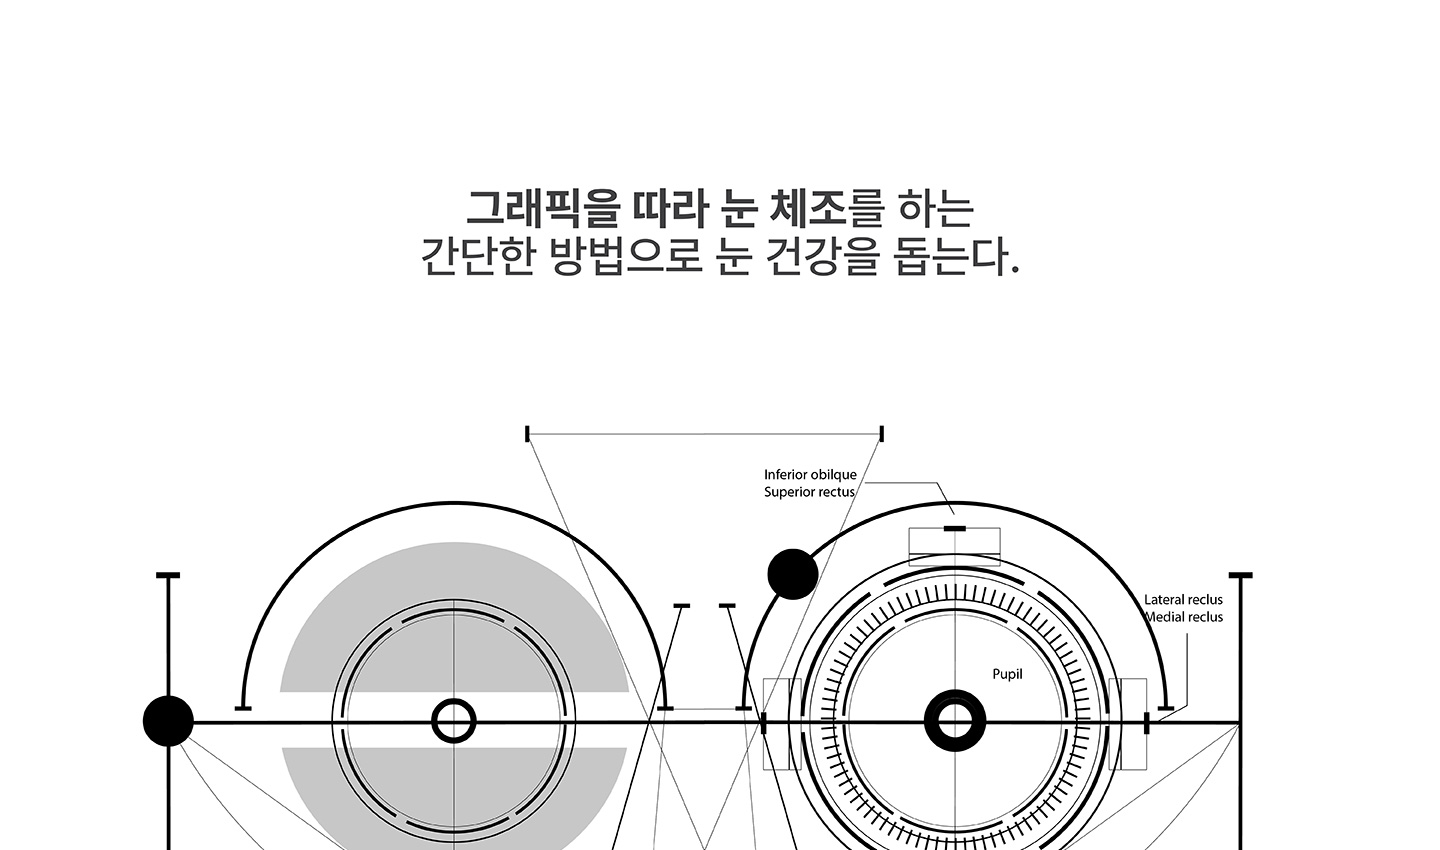 그래픽을 따라 눈 체조를 하는
간단한 방법으로 눈 건강을 돕는다.
Inferior obilque
Superior rectus
Lateral reclus
Medial reclus
Pupil